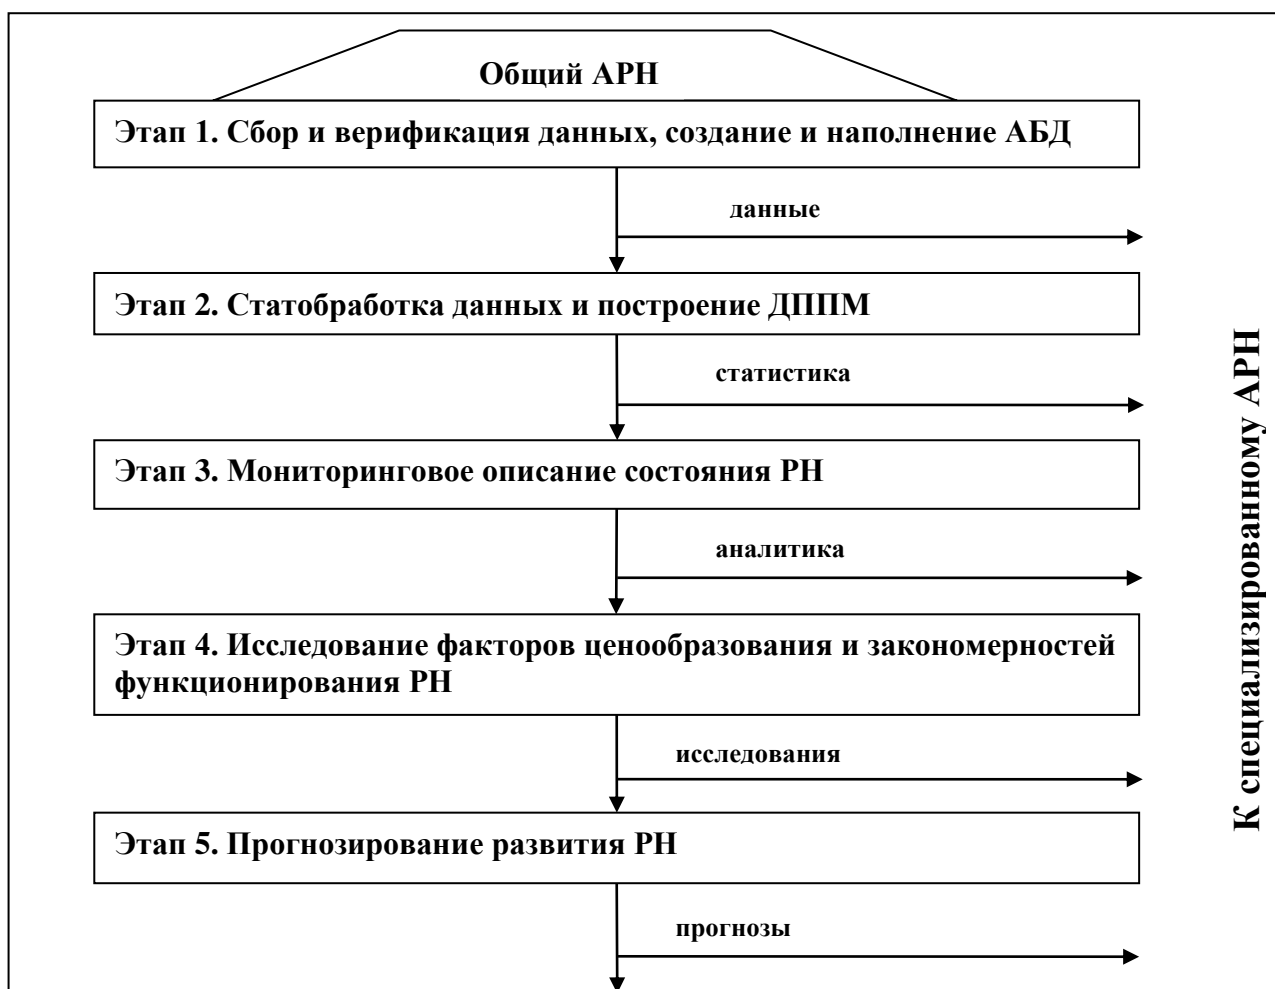 Общий АРН
Этап 1. Сбор и верификация данных, создание и наполнение АБД
данные
Этап 2. Статобработка данных и построение ДППМ
статистика
Этап 3. Мониторинговое описание состояния РН
аналитика
Этап 4. Исследование факторов ценообразования и закономерностей
функционирования РН
исследования
Этап 5. Прогнозирование развития РН
прогнозы
К специализированному АРН